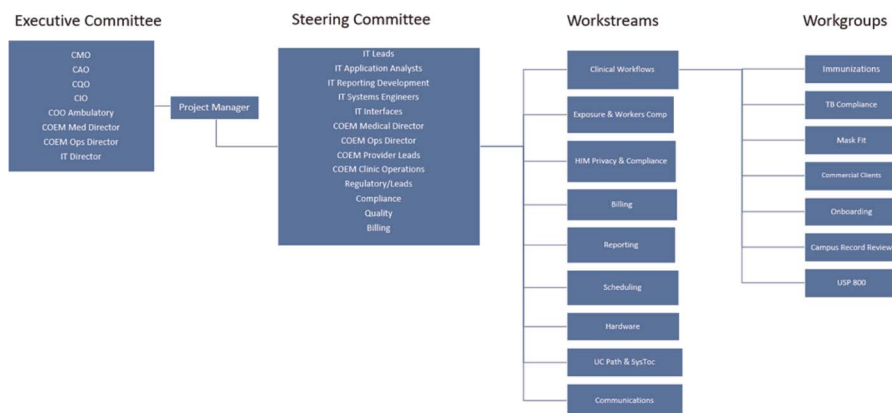 Executive Committee
CMO
CAO
CQO
CIO
COO Ambulatory
COEM Med Director
COEM Ops Director
IT Director
Project Manager
Steering Committee
IT Leads
IT Application Analysts
IT Reporting Development
IT Systems Engineers
IT Interfaces
COEM Medical Director
COEM Ops Director
COEM Provider Leads
COEM Clinic Operations
Regulatory/Leads
Compliance
Quality
Billing
Workstreams
Clinical Workflows
Exposure & Workers Comp
HIM Privacy & Compliance
Billing
Reporting
Scheduling
Hardware
UC Path & SysToc
Communications
Workgroups
Immunizations
TB Compliance
Mask Fit
Commercial Clients
Onboarding
Campus Record Review
USP 800